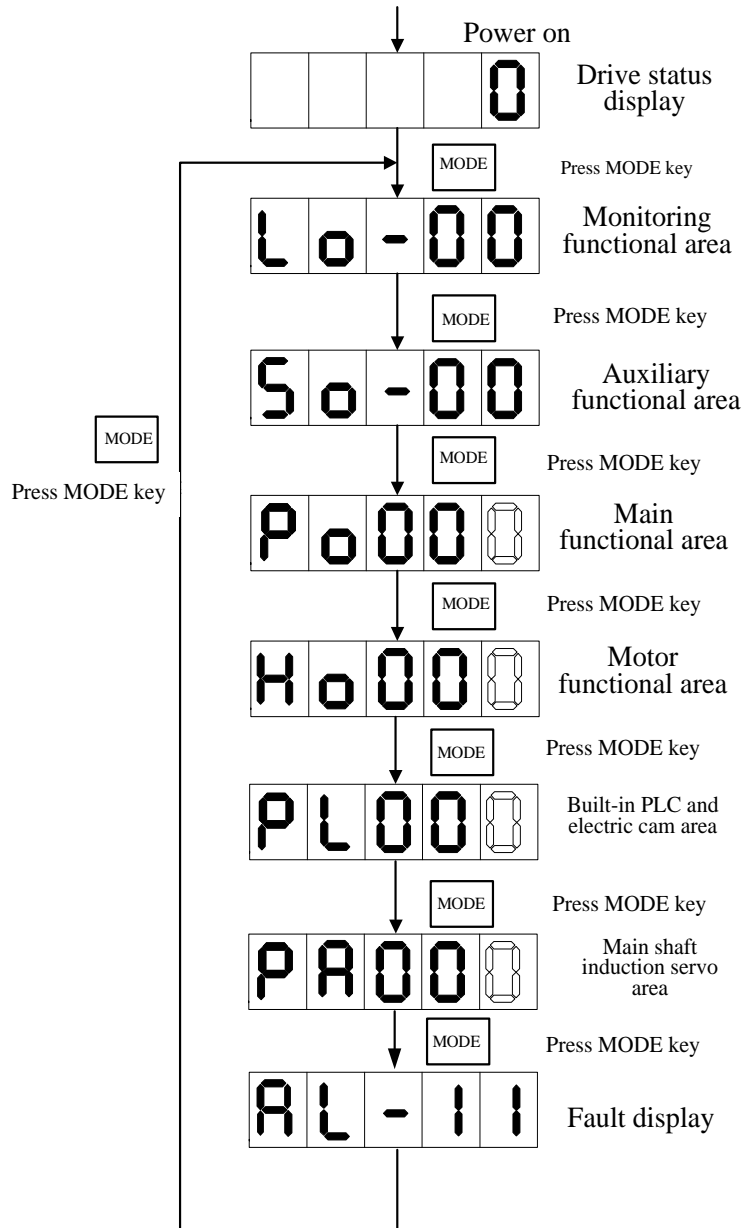 Power on
0
Drive status
display
MODE
Press MODE key
Lo-00
Monitoring
functional area
MODE
Press MODE key
So-00
Auxiliary
functional area
MODE
Press MODE key
MODE
Press MODE key
Po000
Main
functional area
MODE
Press MODE key
Ho000
Motor
functional area
MODE
Press MODE key
PL000
Built-in PLC and
electric cam area
MODE
Press MODE key
PA000
Main shaft
induction servo
area
MODE
Press MODE key
AL-11
Fault display